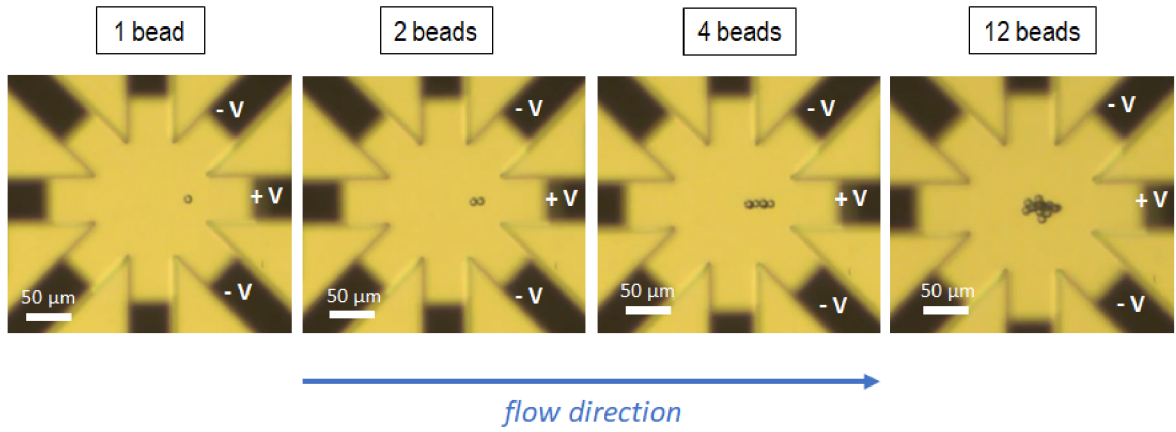 1 bead
2 beads
4 beads
12 beads
- V
+ V
- V
50 µm
- V
+ V
- V
50 µm
- V
+ V
- V
50 µm
- V
+ V
- V
50 µm
flow direction